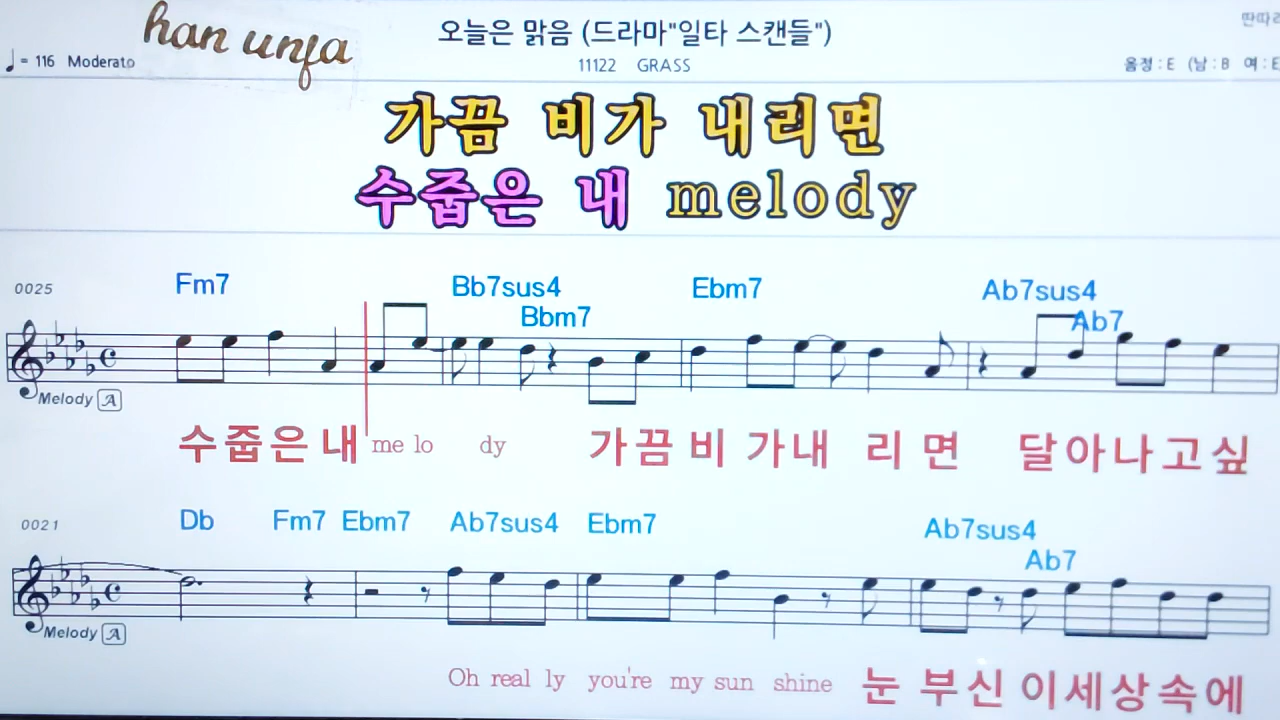 han unfa
오늘은 맑음 (드라마"일타 스캔들")
딴따라
♩= 116 Moderato
11122 GRASS
음정 : E (남 : B 여 : E
가끔 비가 내리면
수줍은 내 melody
0025
Fm7 Bb7sus4 Bbm7 Ebm7 Ab7sus4 Ab7
Melody A
수줍은내 me lo dy 가끔비 가내 리 면 달아나고싶
0021
Db Fm7 Ebm7 Ab7sus4 Ebm7 Ab7sus4 Ab7
Melody A
Oh real ly you're my sun shine 눈 부신 이세상속에